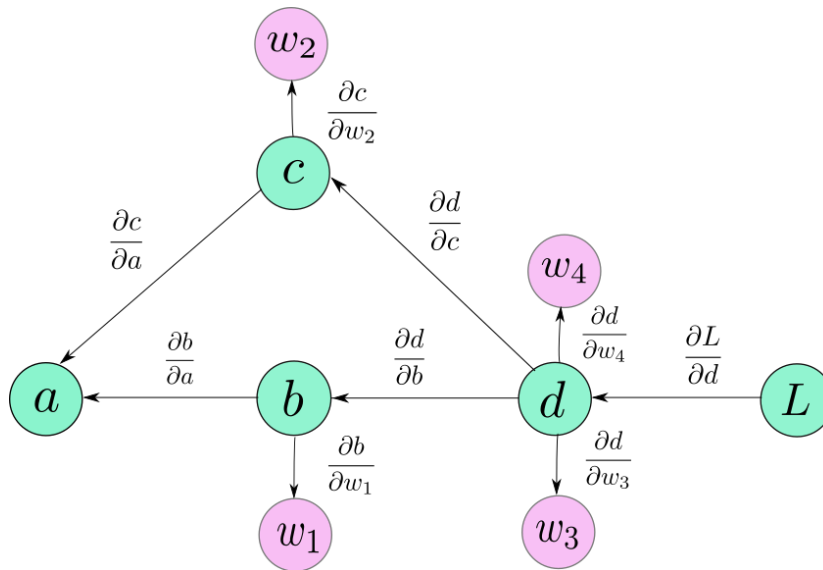 w₂
∂c/∂w₂
c
∂c/∂a
∂d/∂c
w₄
∂d/∂w₄
∂b/∂a
∂d/∂b
∂L/∂d
a
b
d
L
∂b/∂w₁
∂d/∂w₃
w₁
w₃